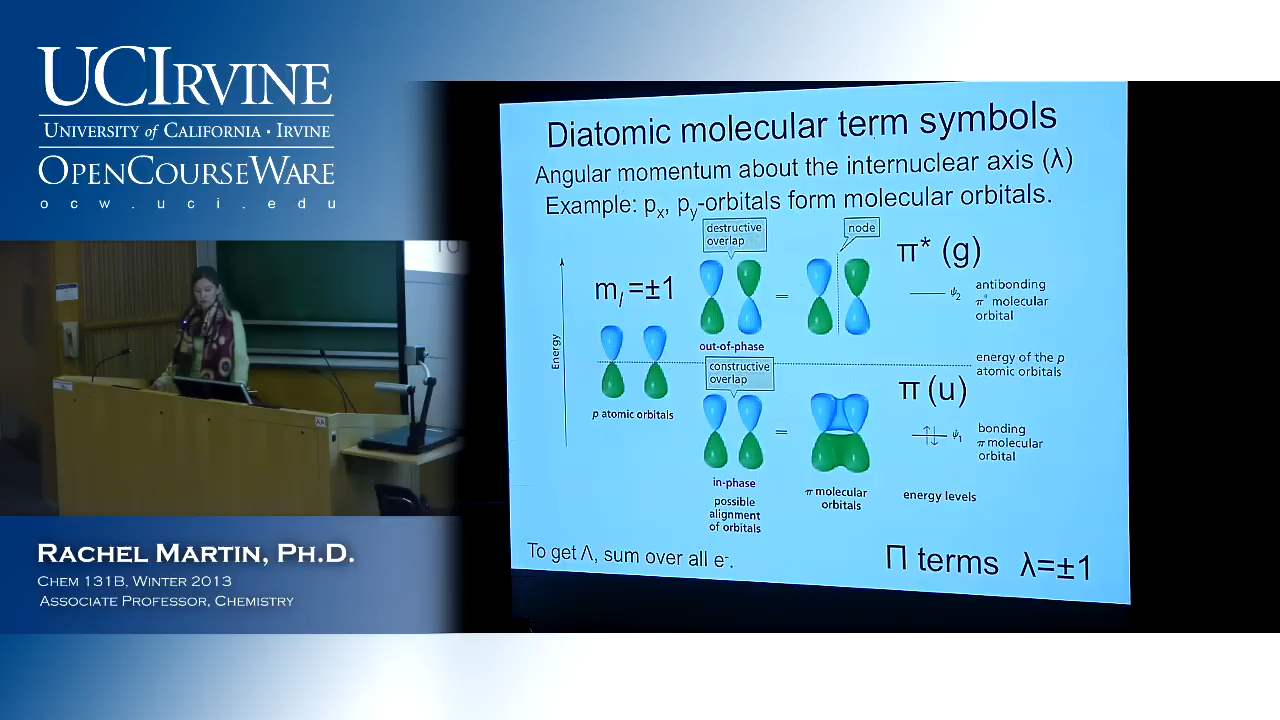 UCIRVINE
UNIVERSITY of CALIFORNIA · IRVINE
OPENCOURSEWARE
ocw.uci.edu
RACHEL MARTIN, PH.D.
CHEM 131B, WINTER 2013
ASSOCIATE PROFESSOR, CHEMISTRY
Diatomic molecular term symbols
Angular momentum about the internuclear axis (λ)
Example: px, py-orbitals form molecular orbitals.
destructive
overlap
node
π* (g)
ml =±1
=
ψ2
antibonding
π* molecular
orbital
out-of-phase
Energy
energy of the p
atomic orbitals
constructive
overlap
p atomic orbitals
π (u)
=
ψ1
bonding
π molecular
orbital
in-phase
possible
alignment
of orbitals
π molecular
orbitals
energy levels
To get Λ, sum over all e-.
Π terms λ=±1